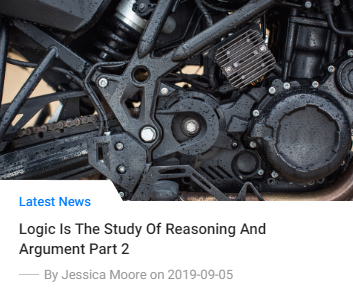 Latest News
Logic Is The Study Of Reasoning And
Argument Part 2
By Jessica Moore on 2019-09-05